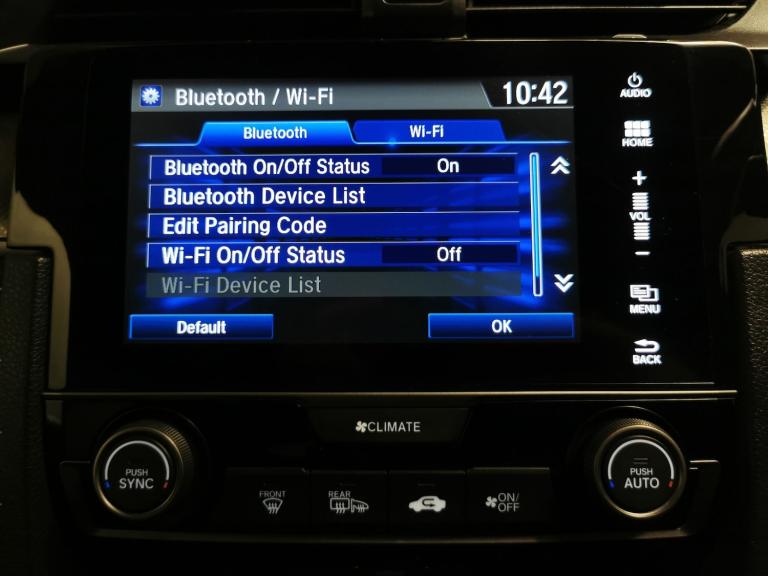 Bluetooth / Wi-Fi 10:42
Bluetooth Wi-Fi
Bluetooth On/Off Status On
Bluetooth Device List
Edit Pairing Code
Wi-Fi On/Off Status Off
Wi-Fi Device List
Default OK
AUDIO
HOME
+
VOL
−
MENU
BACK
CLIMATE
PUSH
SYNC
FRONT
REAR
ON/
OFF
PUSH
AUTO